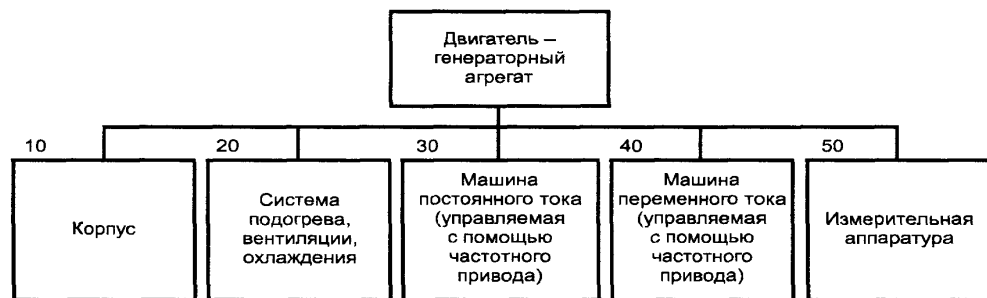 Двигатель –
генераторный
агрегат
10
Корпус
20
Система
подогрева,
вентиляции,
охлаждения
30
Машина
постоянного тока
(управляемая
с помощью
частотного
привода)
40
Машина
переменного тока
(управляемая
с помощью
частотного
привода)
50
Измерительная
аппаратура